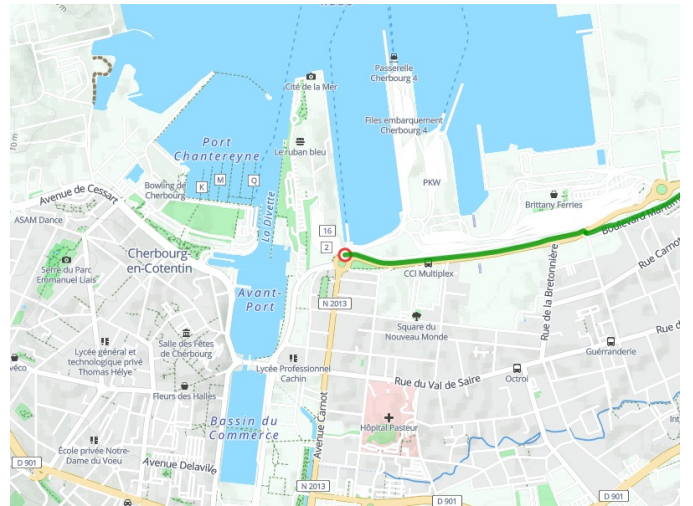 Passerelle
Cherbourg 4
Cité de la Mer
Files embarquement
Cherbourg 4
Port
Chantereyne
Le ruban bleu
K
M
Q
PKW
Avenue de Cessart
Bowling de
Cherbourg
La Divette
Brittany Ferries
ASAM Dance
16
2
Boulevard
Cherbourg-
en-Cotentin
CCI Multiplex
Rue Carnot
Serre du Parc
Emmanuel Liais
Avant-
Port
N 2013
Rue de la Bretonnière
Square du
Nouveau Monde
Salle des Fêtes
de Cherbourg
Lycée général et
technologique privé
Thomas Hélye
Guérranderie
Lycée Professionnel
Cachin
Octroi
Rue du Val de Saire
Fleurs des Halles
Avenue Carnot
Bassin du
Commerce
Hôpital Pasteur
École privée Notre-
Dame du Voeu
D 901
Avenue Delaville
N 2013
D 901
D 901